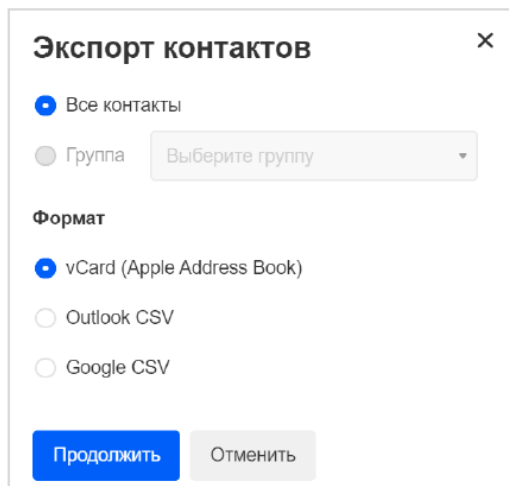 Экспорт контактов
Все контакты
Группа Выберите группу
Формат
vCard (Apple Address Book)
Outlook CSV
Google CSV
Продолжить Отменить